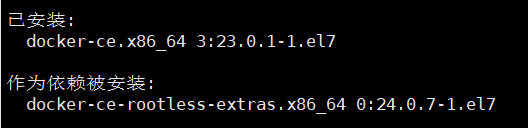 已安装:
docker-ce.x86_64 3:23.0.1-1.el7
作为依赖被安装:
docker-ce-rootless-extras.x86_64 0:24.0.7-1.el7